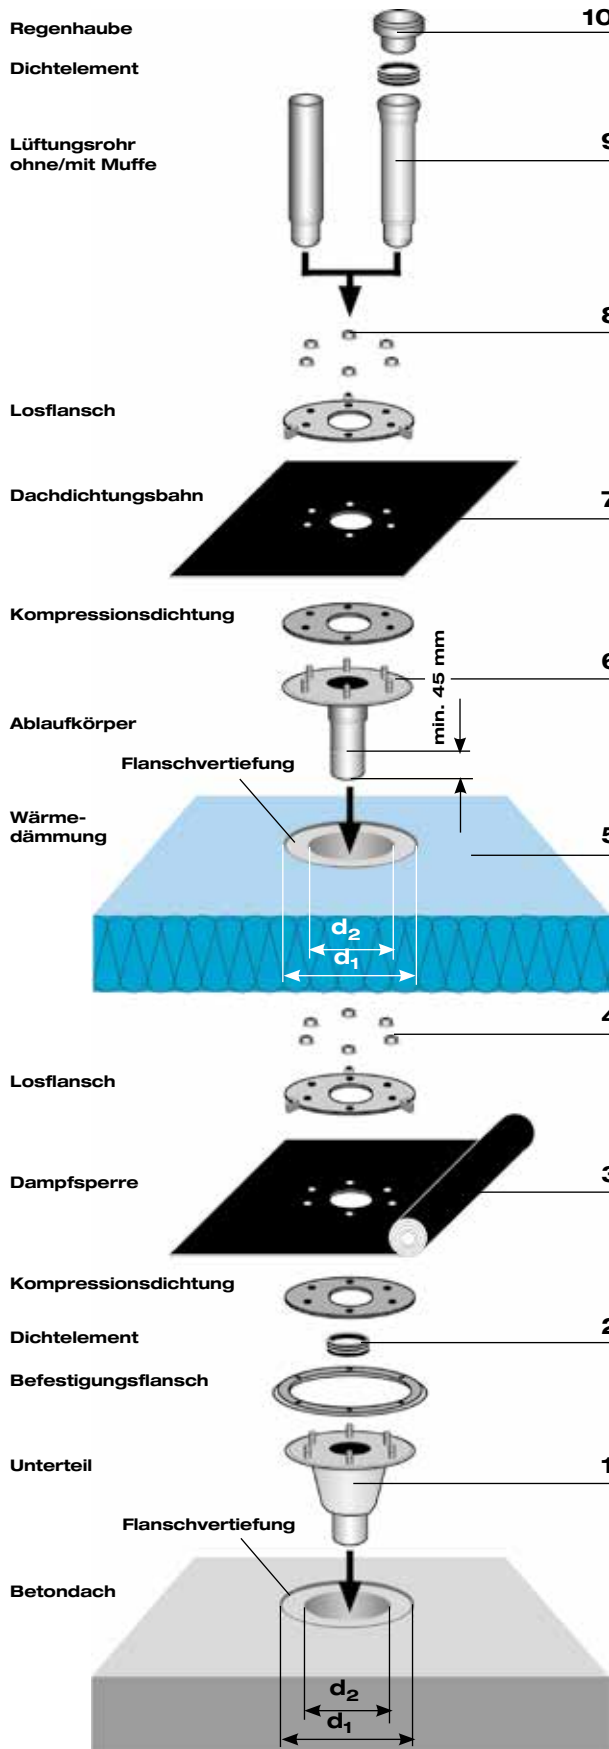 Regenhaube
10
Dichtelement
Lüftungsrohr
ohne/mit Muffe
9
8
Losflansch
Dachdichtungsbahn
7
Kompressionsdichtung
6
min. 45 mm
Ablaufkörper
Flanschvertiefung
Wärme-
dämmung
5
d2
d1
4
Losflansch
Dampfsperre
3
Kompressionsdichtung
Dichtelement
2
Befestigungsflansch
Unterteil
1
Flanschvertiefung
Betondach
d2
d1